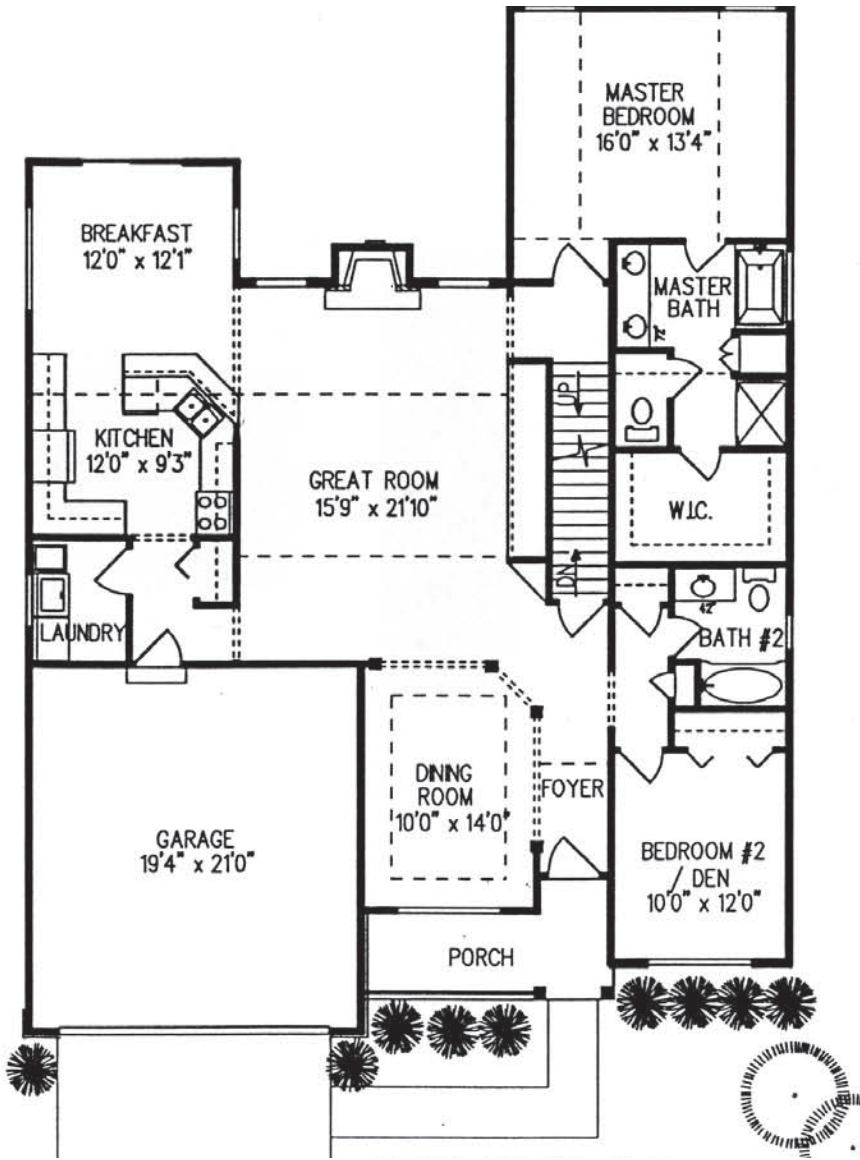 MASTER
BEDROOM
16'0" x 13'4"
BREAKFAST
12'0" x 12'1"
MASTER
BATH
72"
UP
KITCHEN
12'0" x 9'3"
GREAT ROOM
15'9" x 21'10"
W.I.C.
DN
42"
LAUNDRY
BATH #2
DINING
ROOM
10'0" x 14'0"
FOYER
GARAGE
19'4" x 21'0"
BEDROOM #2
/ DEN
10'0" x 12'0"
PORCH